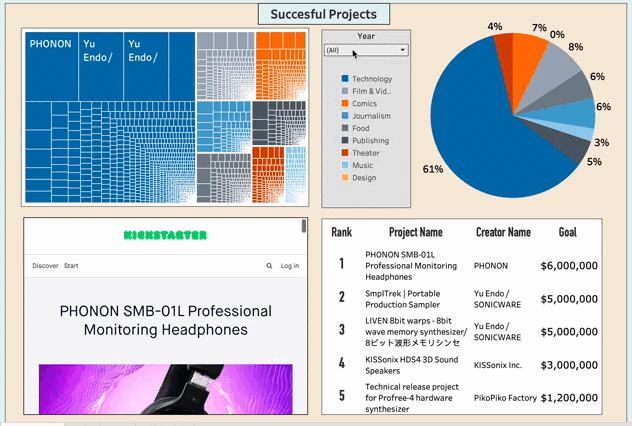 Succesful Projects
PHONON
Yu
Endo/
Yu
Endo/
Year
(All)
Technology
Film & Vid..
Comics
Journalism
Food
Publishing
Theater
Music
Design
4%
7%
0%
8%
6%
6%
3%
5%
61%
KICKSTARTER
Discover Start
Log in
PHONON SMB-01L Professional
Monitoring Headphones
Rank Project Name Creator Name Goal
1 PHONON SMB-01L Professional Monitoring Headphones PHONON $6,000,000
2 SmplTrek | Portable Production Sampler Yu Endo / SONICWARE $5,000,000
3 LIVEN 8bit warps - 8bit wave memory synthesizer/ 8ビット波形メモリシンセ Yu Endo / SONICWARE $5,000,000
4 KISSonix HDS4 3D Sound Speakers KISSonix Inc. $3,000,000
5 Technical release project for Profree-4 hardware synthesizer PikoPiko Factory $1,200,000